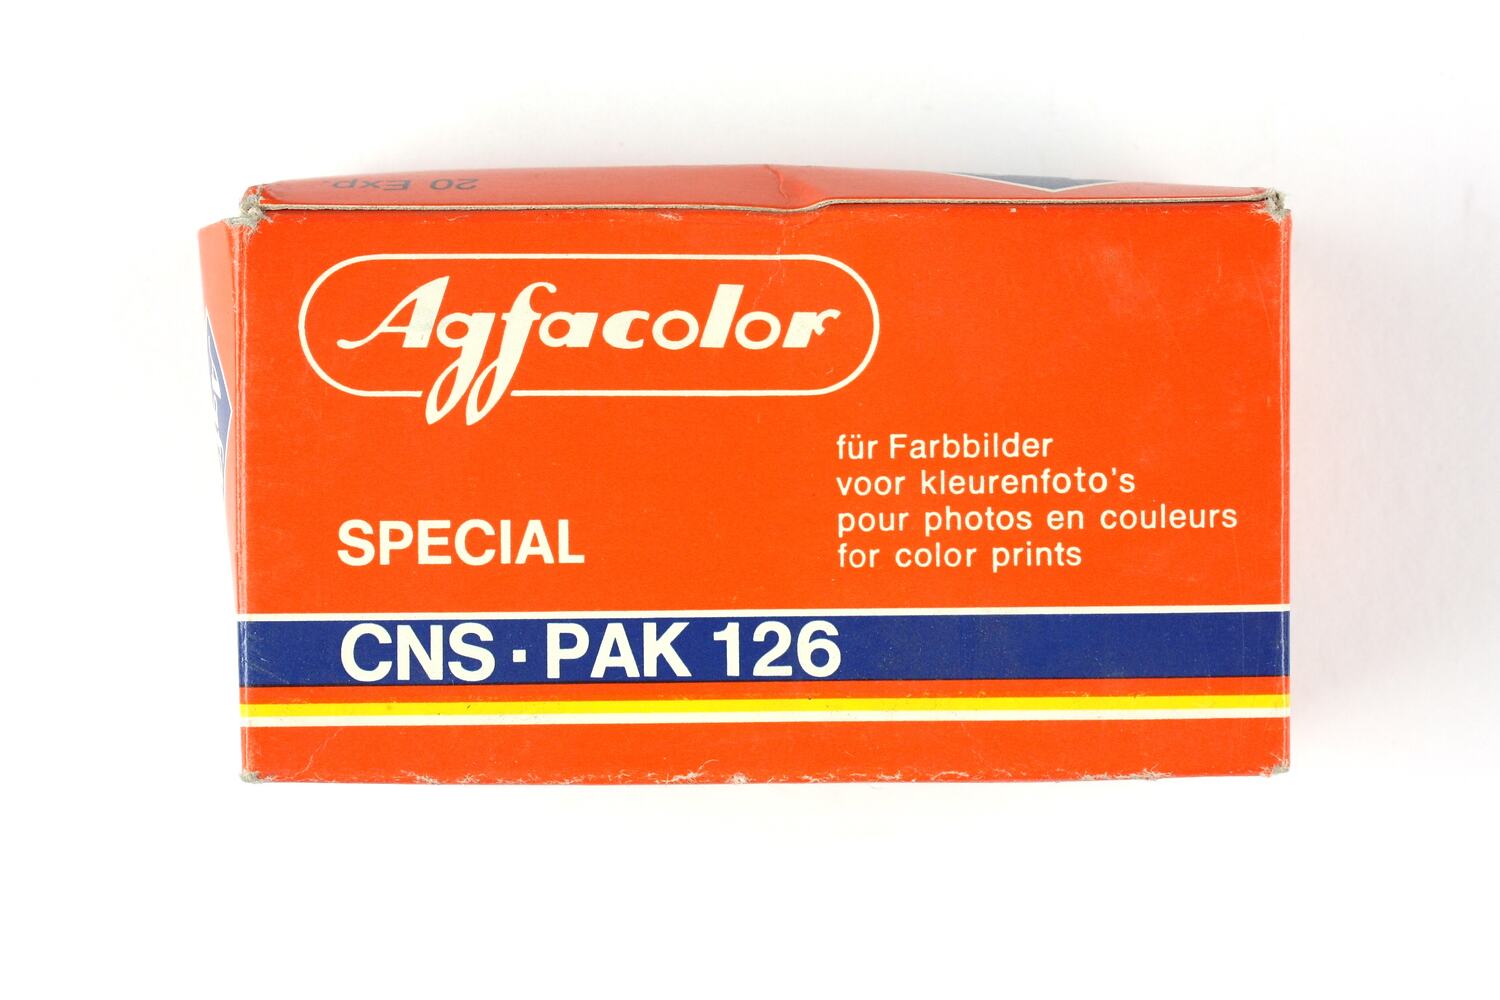 20 Exp.
Agfacolor
für Farbbilder
voor kleurenfoto's
pour photos en couleurs
for color prints
SPECIAL
CNS · PAK 126